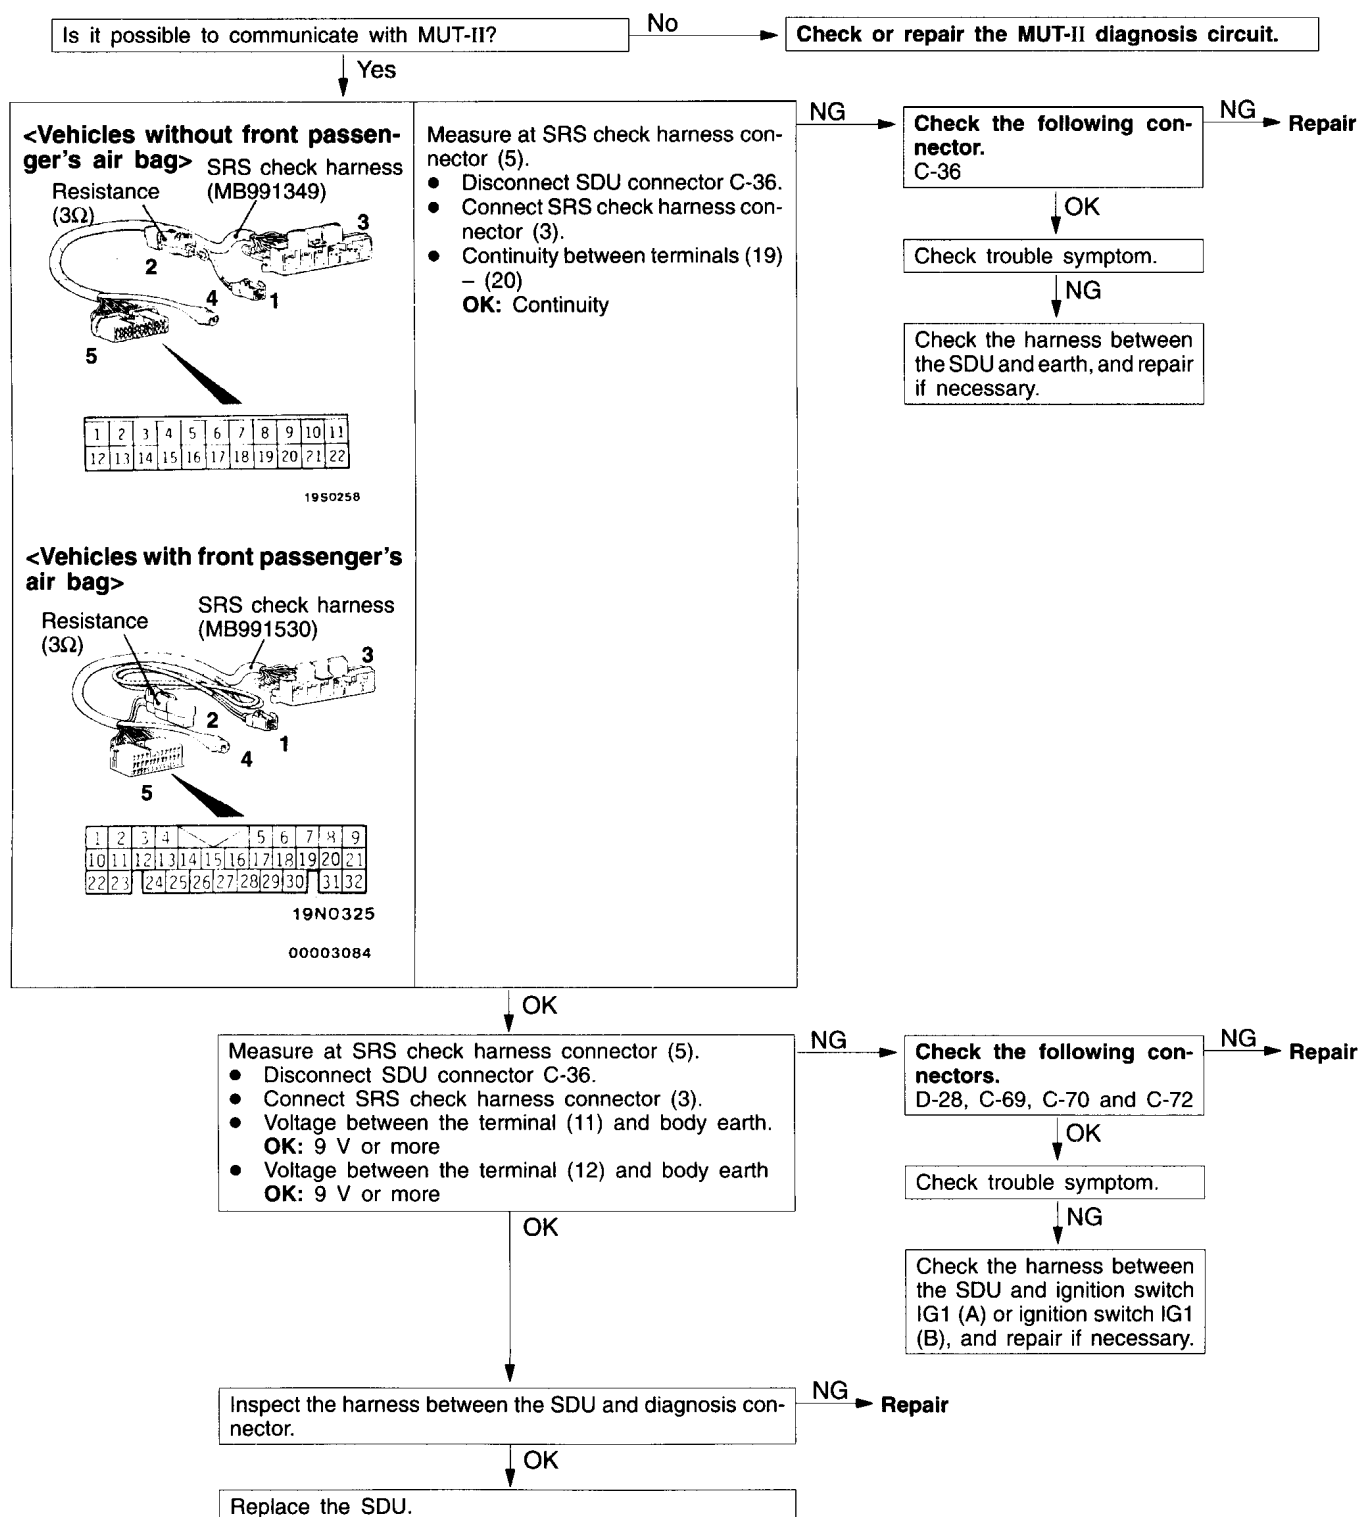 Is it possible to communicate with MUT-II?
No
Check or repair the MUT-II diagnosis circuit.
Yes
<Vehicles without front passen-
ger's air bag>
SRS check harness
(MB991349)
Resistance
(3Ω)
3
2
4
1
5
1 2 3 4 5 6 7 8 9 10 11
12 13 14 15 16 17 18 19 20 21 22
19S0258
<Vehicles with front passenger's
air bag>
SRS check harness
(MB991530)
Resistance
(3Ω)
3
2
1
4
5
1 2 3 4 5 6 7 8 9
10 11 12 13 14 15 16 17 18 19 20 21
22 23 24 25 26 27 28 29 30 31 32
19N0325
00003084
Measure at SRS check harness con-
nector (5).
● Disconnect SDU connector C-36.
● Connect SRS check harness con-
nector (3).
● Continuity between terminals (19)
– (20)
OK: Continuity
NG
Check the following con-
nector.
C-36
NG
Repair
OK
Check trouble symptom.
NG
Check the harness between
the SDU and earth, and repair
if necessary.
OK
Measure at SRS check harness connector (5).
● Disconnect SDU connector C-36.
● Connect SRS check harness connector (3).
● Voltage between the terminal (11) and body earth.
OK: 9 V or more
● Voltage between the terminal (12) and body earth
OK: 9 V or more
NG
Check the following con-
nectors.
D-28, C-69, C-70 and C-72
NG
Repair
OK
Check trouble symptom.
NG
Check the harness between
the SDU and ignition switch
IG1 (A) or ignition switch IG1
(B), and repair if necessary.
OK
Inspect the harness between the SDU and diagnosis con-
nector.
NG
Repair
OK
Replace the SDU.